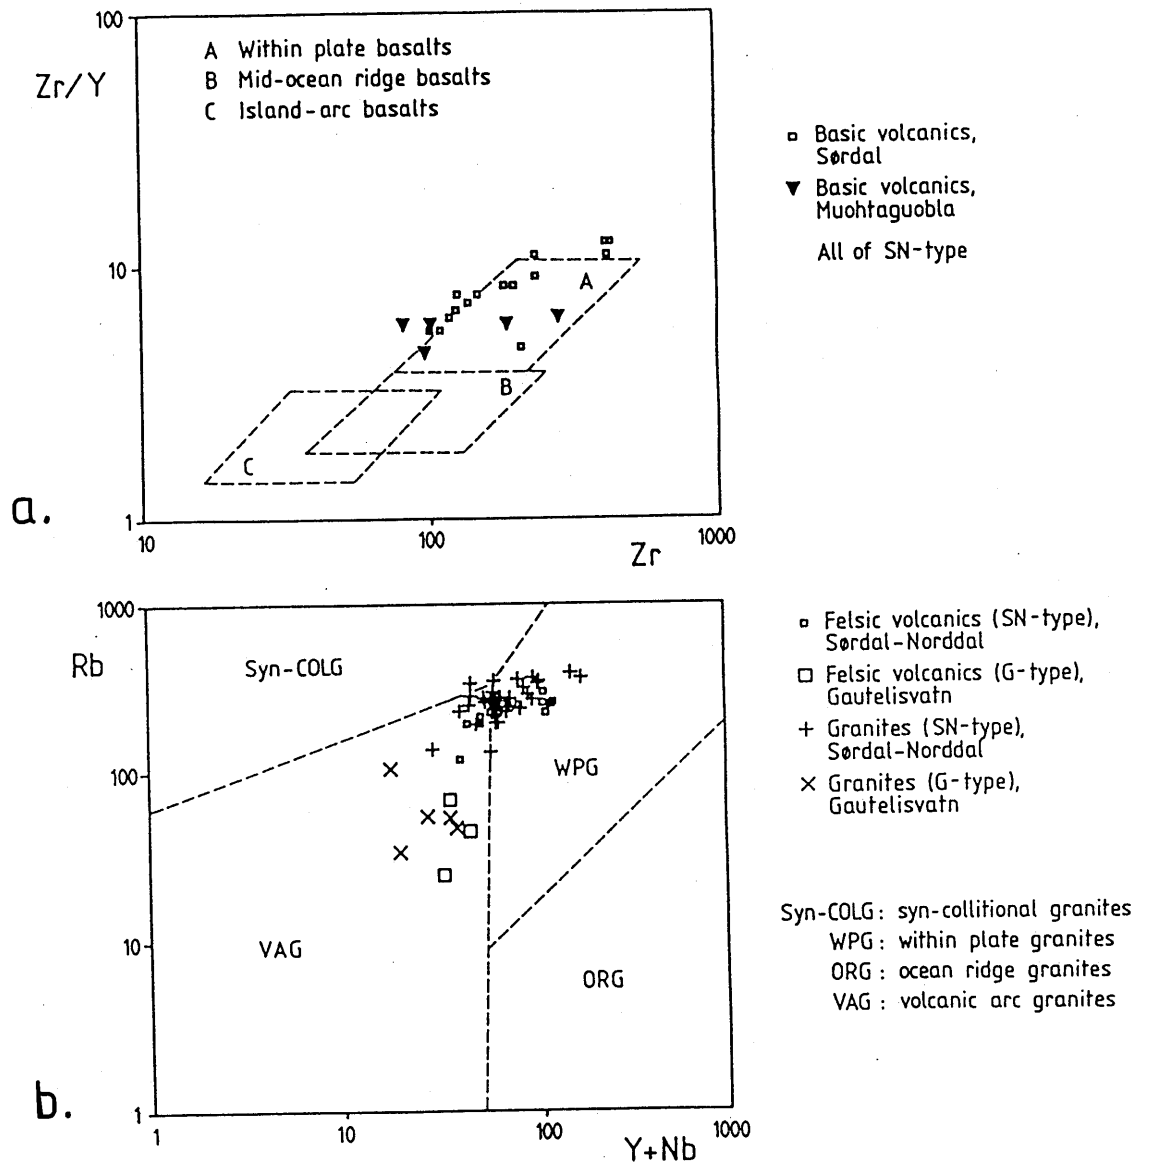 100
Zr/Y
A Within plate basalts
B Mid-ocean ridge basalts
C Island-arc basalts
Basic volcanics,
Sørdal
Basic volcanics,
Muohtaguobla
All of SN-type
10
A
B
C
a.
1
10
100
Zr
1000
1000
Rb
Syn-COLG
Felsic volcanics (SN-type),
Sørdal-Norddal
Felsic volcanics (G-type),
Gautelisvatn
Granites (SN-type),
Sørdal-Norddal
Granites (G-type),
Gautelisvatn
100
WPG
10
VAG
ORG
Syn-COLG: syn-collitional granites
WPG: within plate granites
ORG: ocean ridge granites
VAG: volcanic arc granites
b.
1
1
10
100
Y+Nb
1000